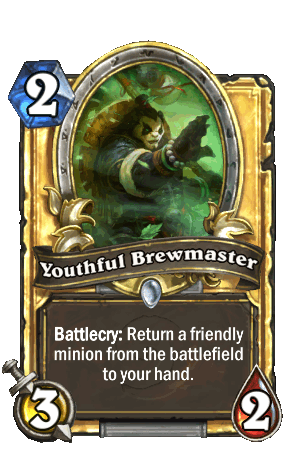 2
Youthful Brewmaster
Battlecry: Return a friendly
minion from the battlefield
to your hand.
3
2